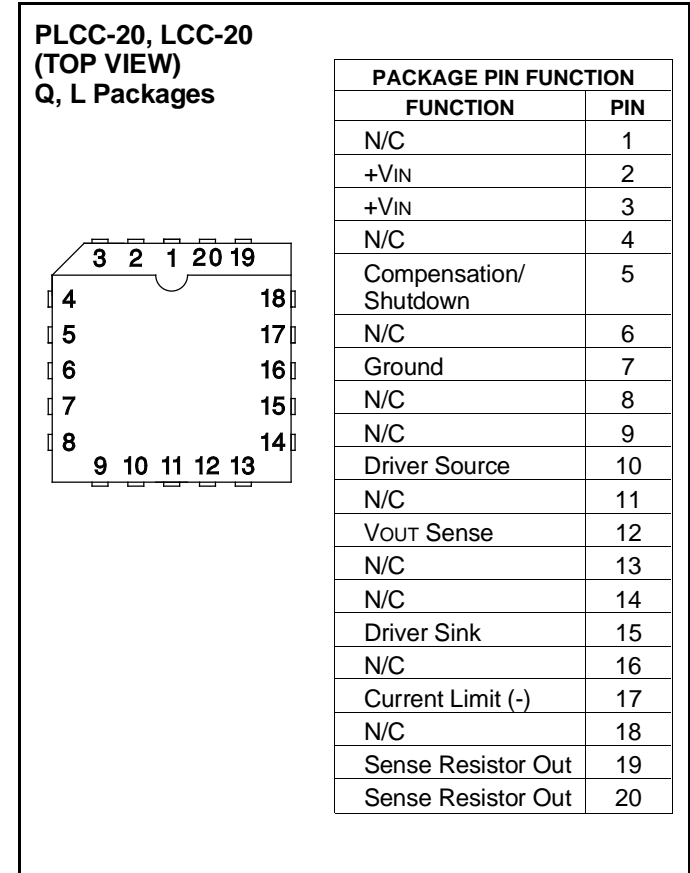 PLCC-20, LCC-20
(TOP VIEW)
Q, L Packages
3 2 1 20 19
4 18
5 17
6 16
7 15
8 14
9 10 11 12 13
PACKAGE PIN FUNCTION
FUNCTION PIN
N/C 1
+VIN 2
+VIN 3
N/C 4
Compensation/ 5
Shutdown
N/C 6
Ground 7
N/C 8
N/C 9
Driver Source 10
N/C 11
VOUT Sense 12
N/C 13
N/C 14
Driver Sink 15
N/C 16
Current Limit (-) 17
N/C 18
Sense Resistor Out 19
Sense Resistor Out 20